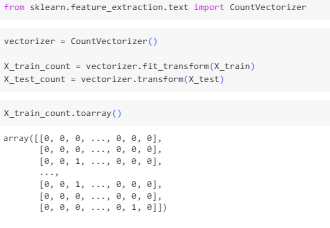 from sklearn.feature_extraction.text import CountVectorizer
vectorizer = CountVectorizer()
X_train_count = vectorizer.fit_transform(X_train)
X_test_count = vectorizer.transform(X_test)
X_train_count.toarray()
array([[0, 0, 0, ..., 0, 0, 0],
[0, 0, 0, ..., 0, 0, 0],
[0, 0, 1, ..., 0, 0, 0],
...,
[0, 0, 1, ..., 0, 0, 0],
[0, 0, 0, ..., 0, 0, 0],
[0, 0, 0, ..., 0, 1, 0]])